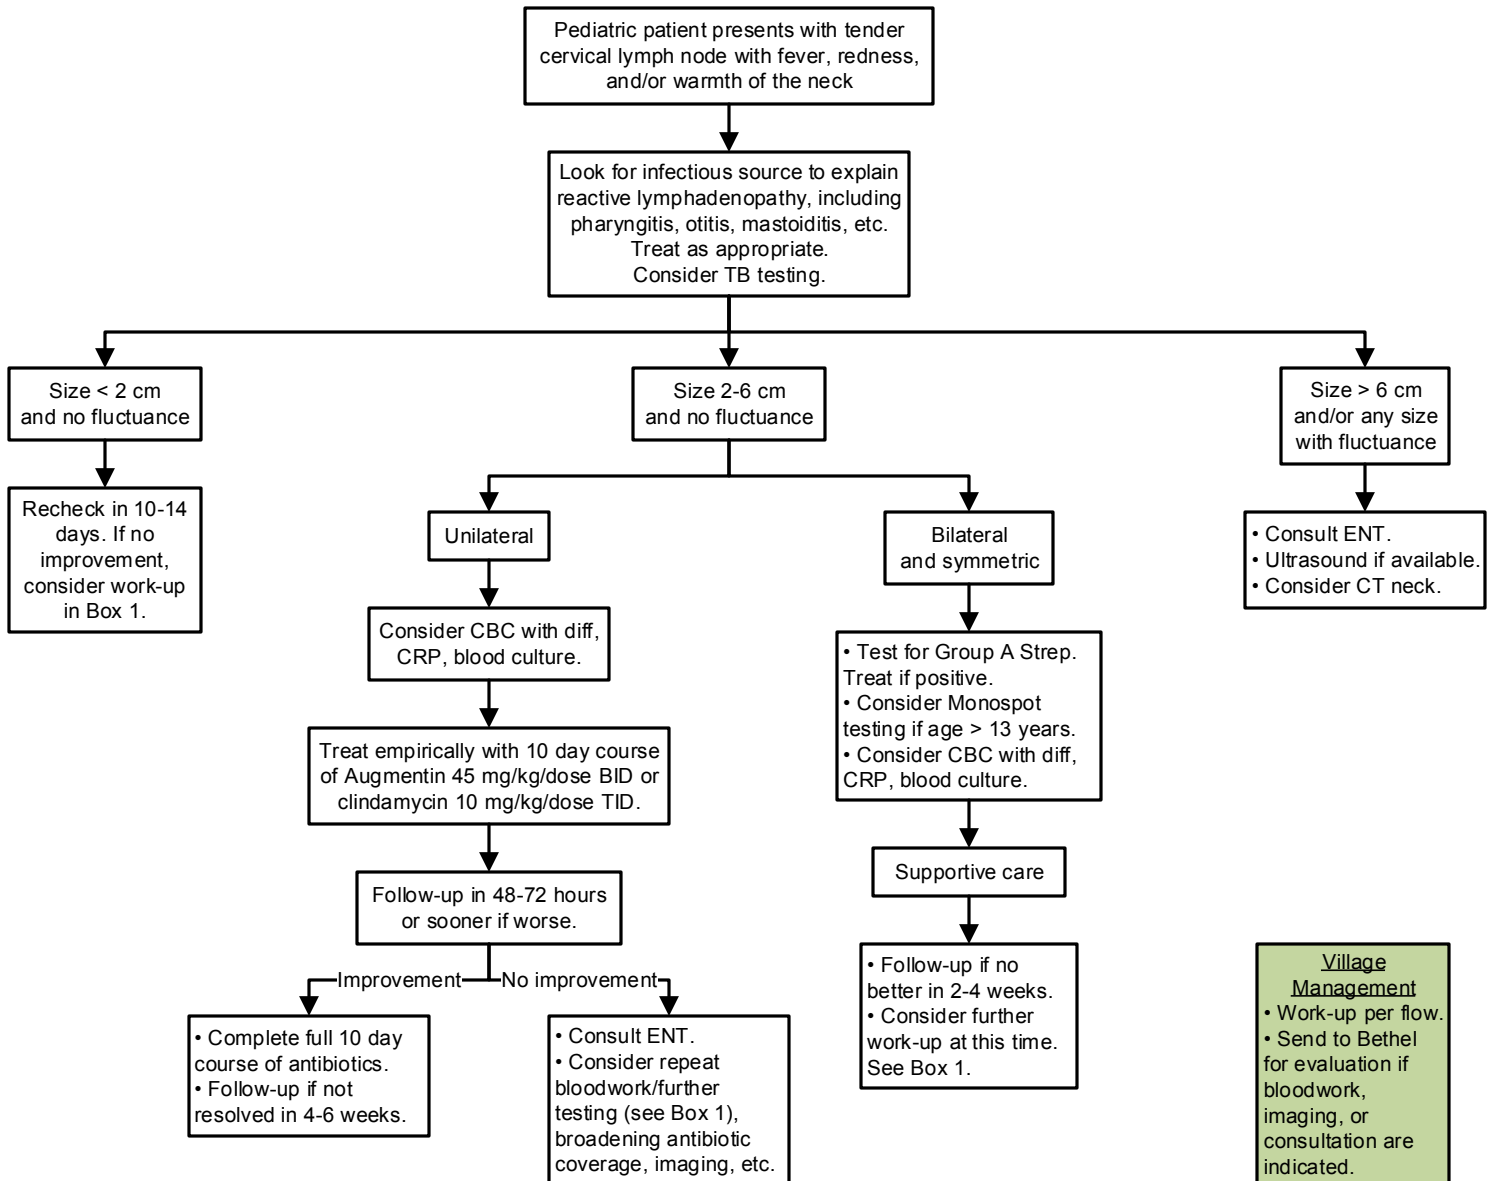 Pediatric patient presents with tender
cervical lymph node with fever, redness,
and/or warmth of the neck
Look for infectious source to explain
reactive lymphadenopathy, including
pharyngitis, otitis, mastoiditis, etc.
Treat as appropriate.
Consider TB testing.
Size < 2 cm
and no fluctuance
Recheck in 10-14
days. If no
improvement,
consider work-up
in Box 1.
Size 2-6 cm
and no fluctuance
Unilateral
Consider CBC with diff,
CRP, blood culture.
Treat empirically with 10 day course
of Augmentin 45 mg/kg/dose BID or
clindamycin 10 mg/kg/dose TID.
Follow-up in 48-72 hours
or sooner if worse.
Improvement
No improvement
• Complete full 10 day
course of antibiotics.
• Follow-up if not
resolved in 4-6 weeks.
• Consult ENT.
• Consider repeat
bloodwork/further
testing (see Box 1),
broadening antibiotic
coverage, imaging, etc.
Bilateral
and symmetric
• Test for Group A Strep.
Treat if positive.
• Consider Monospot
testing if age > 13 years.
• Consider CBC with diff,
CRP, blood culture.
Supportive care
• Follow-up if no
better in 2-4 weeks.
• Consider further
work-up at this time.
See Box 1.
Size > 6 cm
and/or any size
with fluctuance
• Consult ENT.
• Ultrasound if available.
• Consider CT neck.
Village
Management
• Work-up per flow.
• Send to Bethel
for evaluation if
bloodwork,
imaging, or
consultation are
indicated.